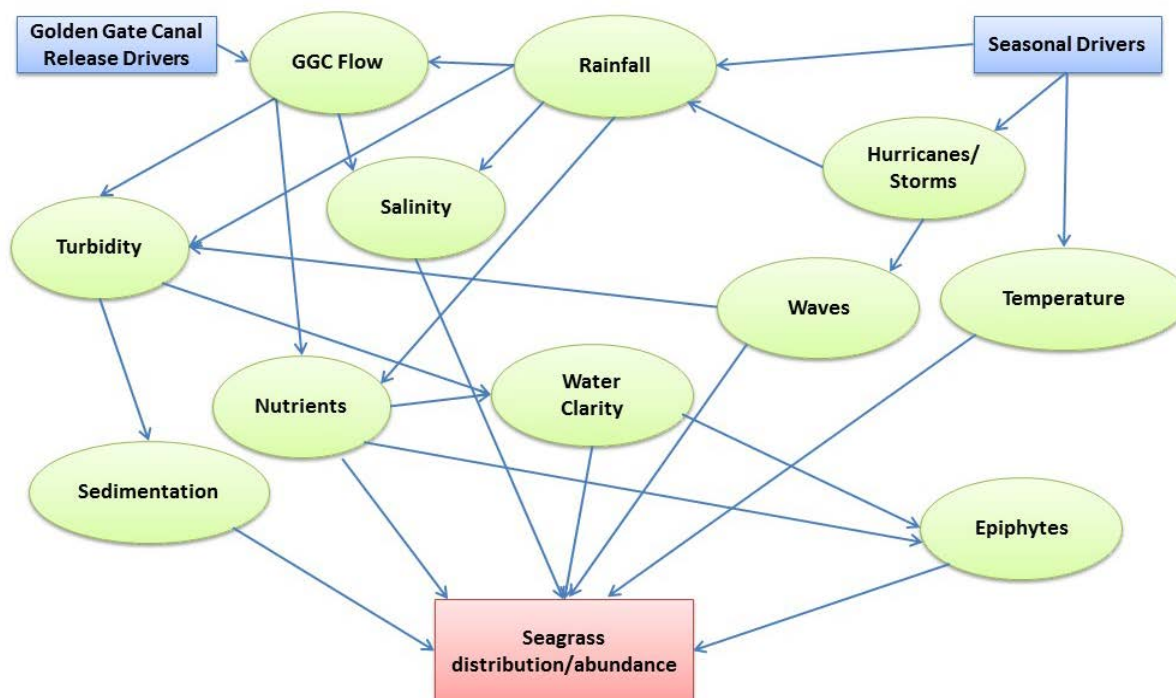 Golden Gate Canal
Release Drivers
GGC Flow
Rainfall
Seasonal Drivers
Hurricanes/
Storms
Salinity
Turbidity
Waves
Temperature
Nutrients
Water
Clarity
Sedimentation
Epiphytes
Seagrass
distribution/abundance